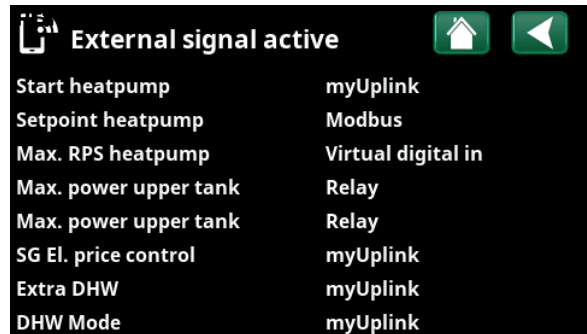 External signal active
Start heatpump myUplink
Setpoint heatpump Modbus
Max. RPS heatpump Virtual digital in
Max. power upper tank Relay
Max. power upper tank Relay
SG El. price control myUplink
Extra DHW myUplink
DHW Mode myUplink